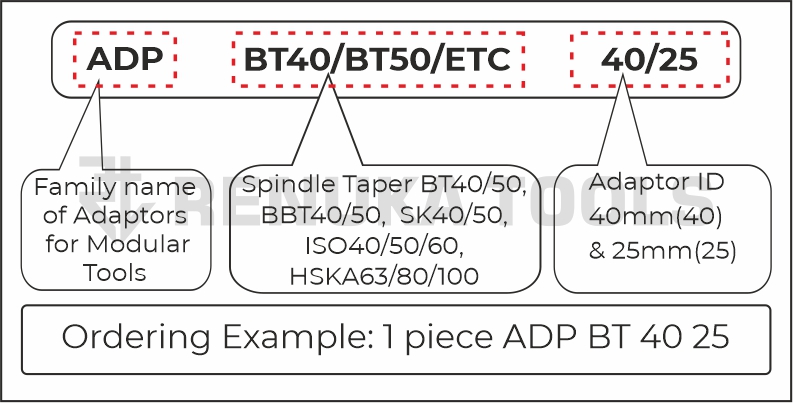 ADP BT40/BT50/ETC 40/25
Family name
of Adaptors
for Modular
Tools
Spindle Taper BT40/50,
BBT40/50, SK40/50,
ISO40/50/60,
HSKA63/80/100
Adaptor ID
40mm(40)
& 25mm(25)
RENUKA TOOLS
Ordering Example: 1 piece ADP BT 40 25